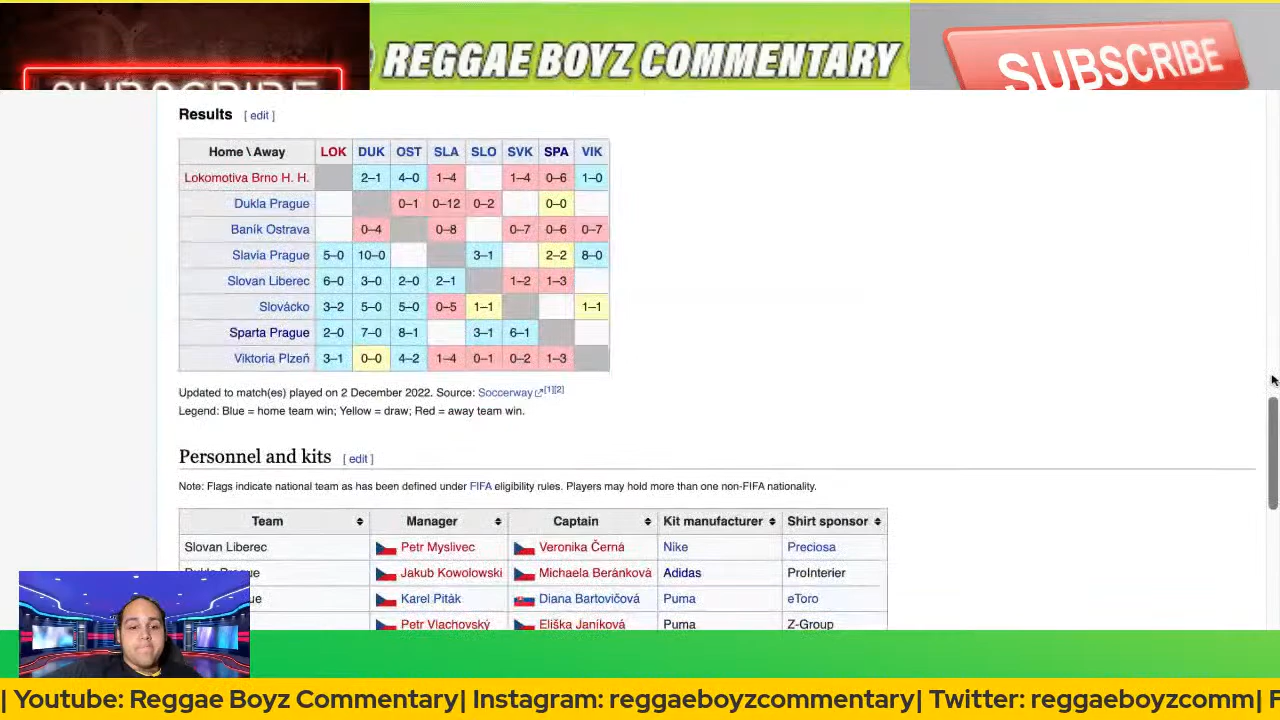 SUBSCRIBE
REGGAE BOYZ COMMENTARY
SUBSCRIBE
Results [ edit ]
Home \ Away LOK DUK OST SLA SLO SVK SPA VIK
Lokomotiva Brno H. H. 2–1 4–0 1–4 1–4 0–6 1–0
Dukla Prague 0–1 0–12 0–2 0–0
Baník Ostrava 0–4 0–8 0–7 0–6 0–7
Slavia Prague 5–0 10–0 3–1 2–2 8–0
Slovan Liberec 6–0 3–0 2–0 2–1 1–2 1–3
Slovácko 3–2 5–0 5–0 0–5 1–1 1–1
Sparta Prague 2–0 7–0 8–1 3–1 6–1
Viktoria Plzeň 3–1 0–0 4–2 1–4 0–1 0–2 1–3
Updated to match(es) played on 2 December 2022. Source: Soccerway [1][2]
Legend: Blue = home team win; Yellow = draw; Red = away team win.
Personnel and kits [ edit ]
Note: Flags indicate national team as has been defined under FIFA eligibility rules. Players may hold more than one non-FIFA nationality.
Team Manager Captain Kit manufacturer Shirt sponsor
Slovan Liberec Petr Myslivec Veronika Černá Nike Preciosa
Dukla Prague Jakub Kowolowski Michaela Beránková Adidas ProInterier
ue Karel Piták Diana Bartovičová Puma eToro
Petr Vlachovský Eliška Janíková Puma Z-Group
| Youtube: Reggae Boyz Commentary| Instagram: reggaeboyzcommentary| Twitter: reggaeboyzcomm| F